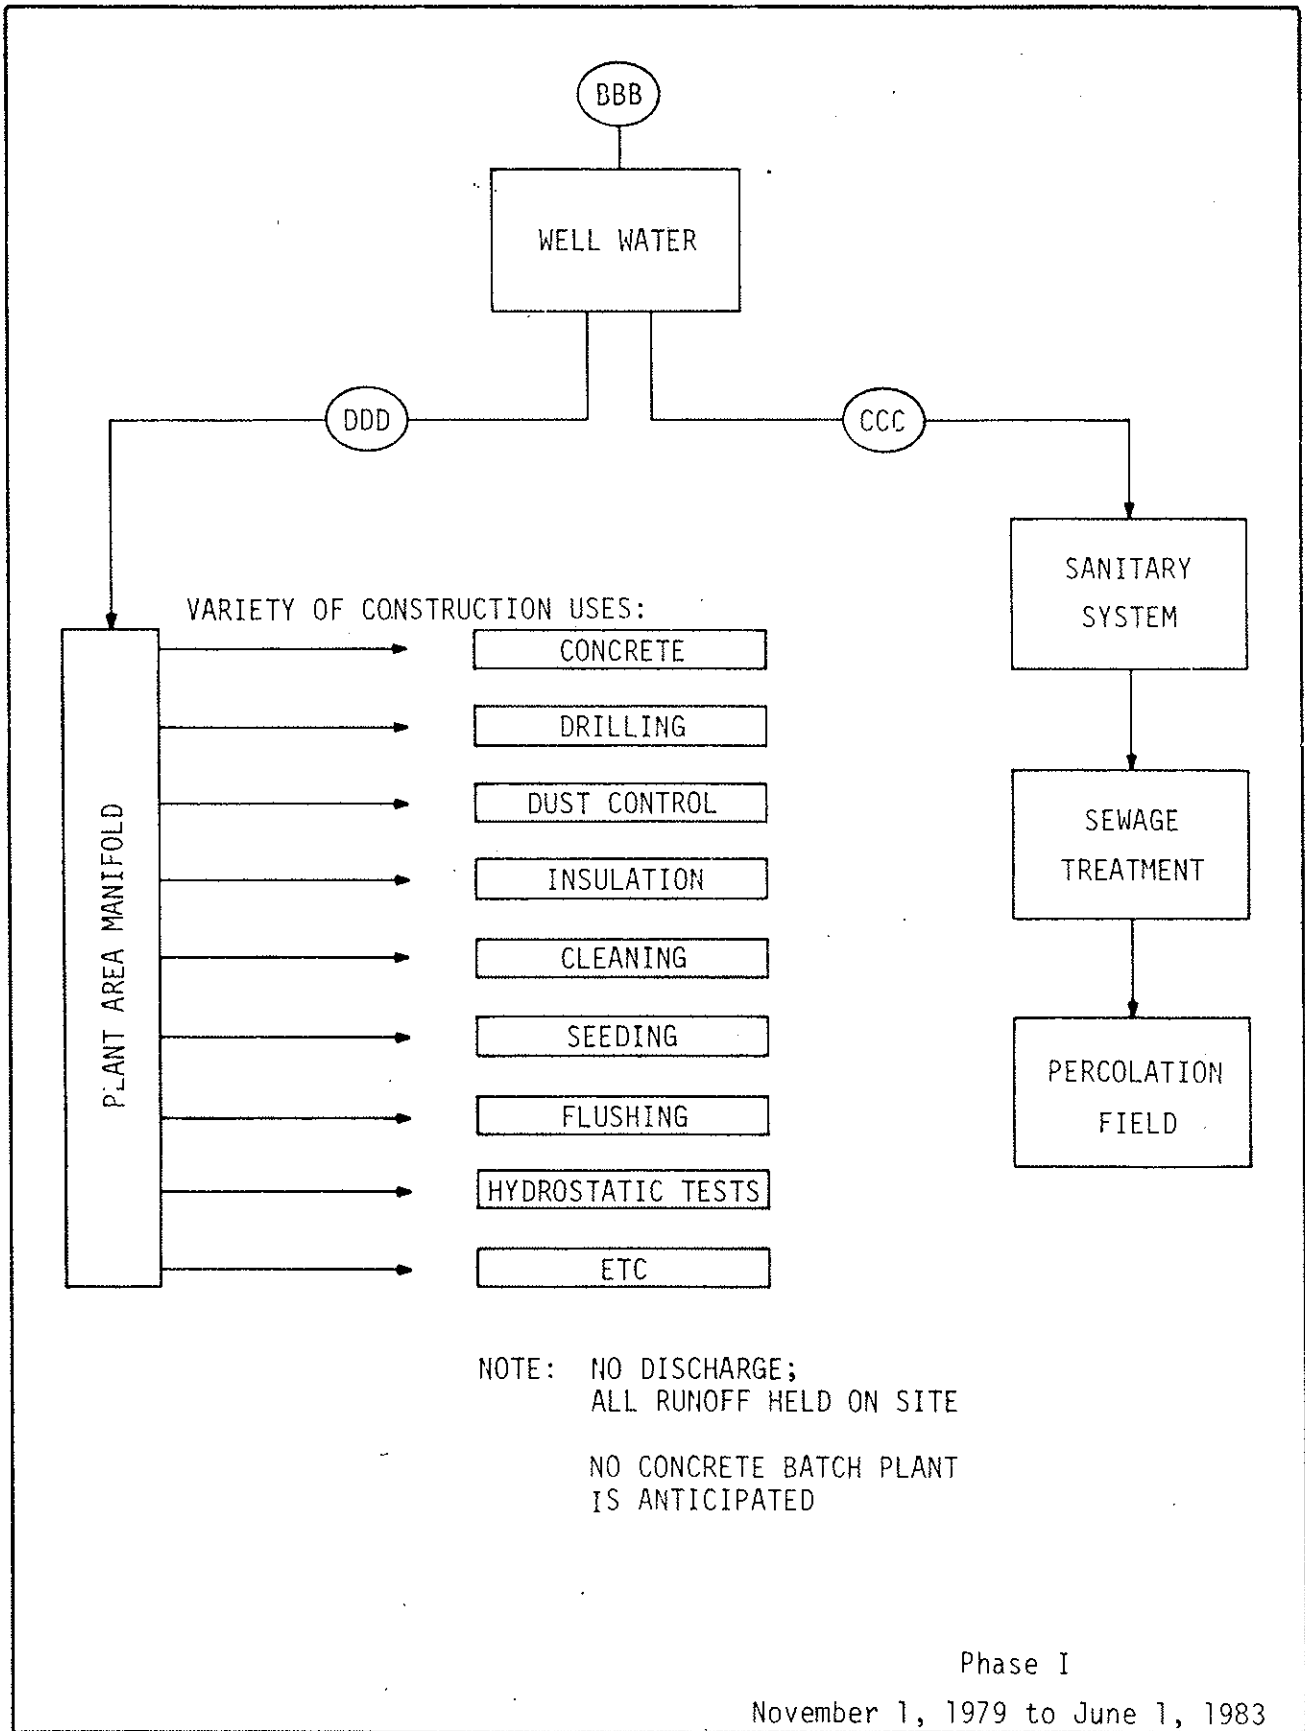 BBB
WELL WATER
DDD
CCC
SANITARY
SYSTEM
SEWAGE
TREATMENT
PERCOLATION
FIELD
VARIETY OF CONSTRUCTION USES:
PLANT AREA MANIFOLD
CONCRETE
DRILLING
DUST CONTROL
INSULATION
CLEANING
SEEDING
FLUSHING
HYDROSTATIC TESTS
ETC
NOTE: NO DISCHARGE;
ALL RUNOFF HELD ON SITE
NO CONCRETE BATCH PLANT
IS ANTICIPATED
Phase I
November 1, 1979 to June 1, 1983